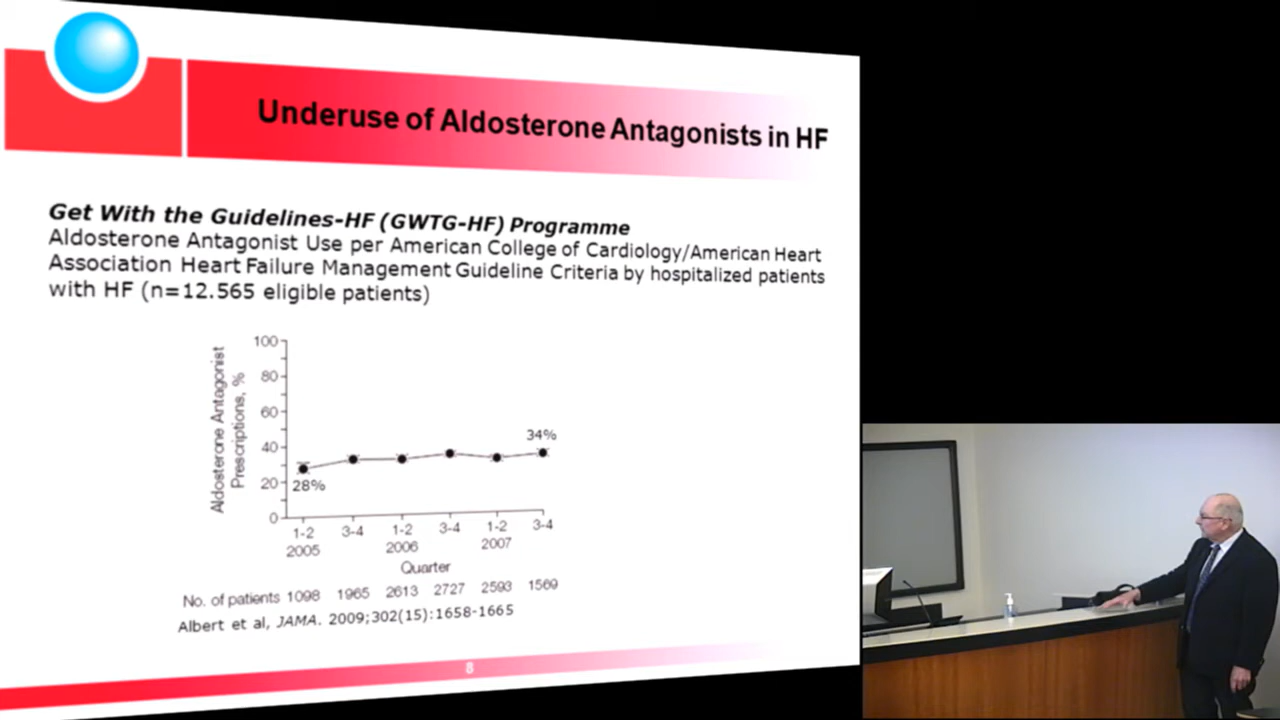 Underuse of Aldosterone Antagonists in HF
Get With the Guidelines-HF (GWTG-HF) Programme
Aldosterone Antagonist Use per American College of Cardiology/American Heart
Association Heart Failure Management Guideline Criteria by hospitalized patients
with HF (n=12.565 eligible patients)
Aldosterone Antagonist
Prescriptions, %
100
80
60
40
20
0
34%
28%
1-2 3-4 1-2 3-4 1-2 3-4
2005 2006 2007
Quarter
No. of patients 1098 1965 2613 2727 2593 1569
Albert et al, JAMA. 2009;302(15):1658-1665
8